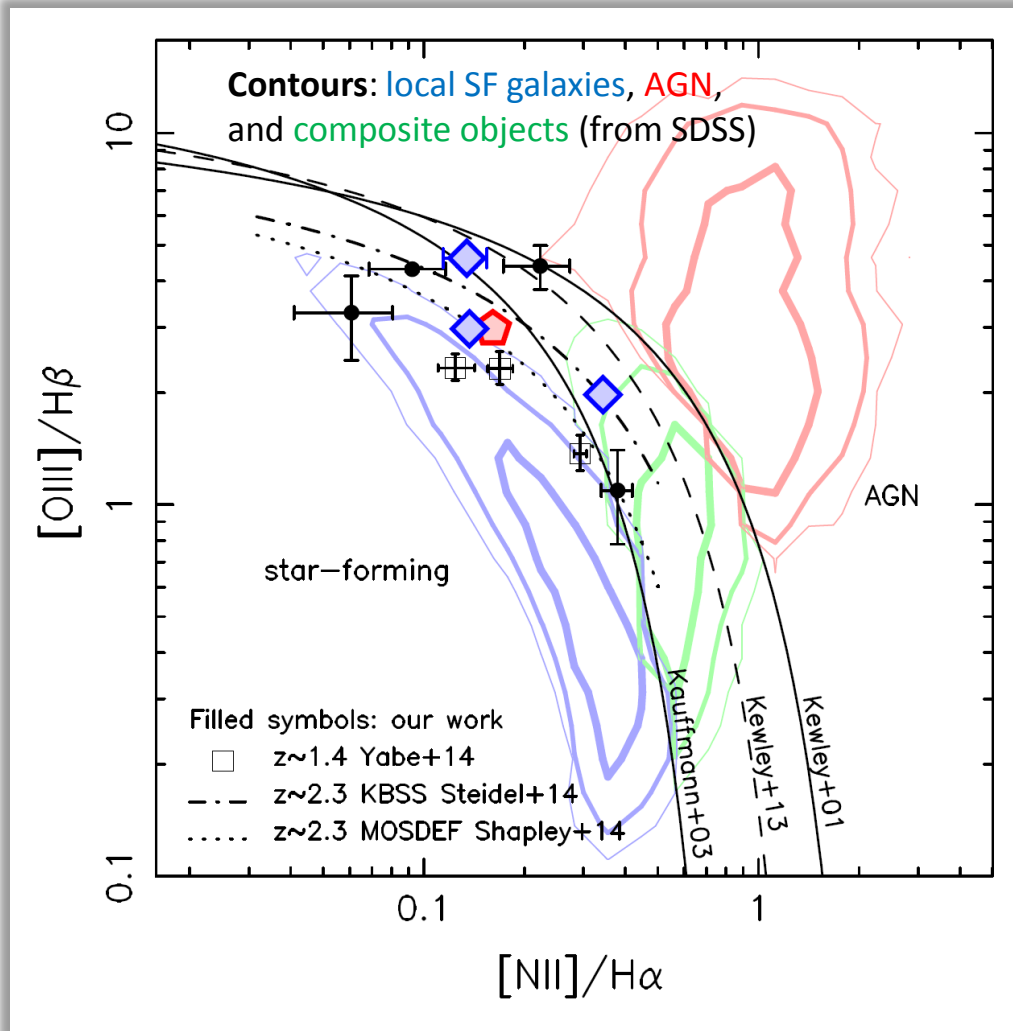 Contours: local SF galaxies, AGN,
and composite objects (from SDSS)
10
1
0.1
[OIII]/Hβ
AGN
star-forming
Kauffmann+03
Kewley+13
Kewley+01
Filled symbols: our work
z~1.4 Yabe+14
z~2.3 KBSS Steidel+14
z~2.3 MOSDEF Shapley+14
0.1
1
[NII]/Hα